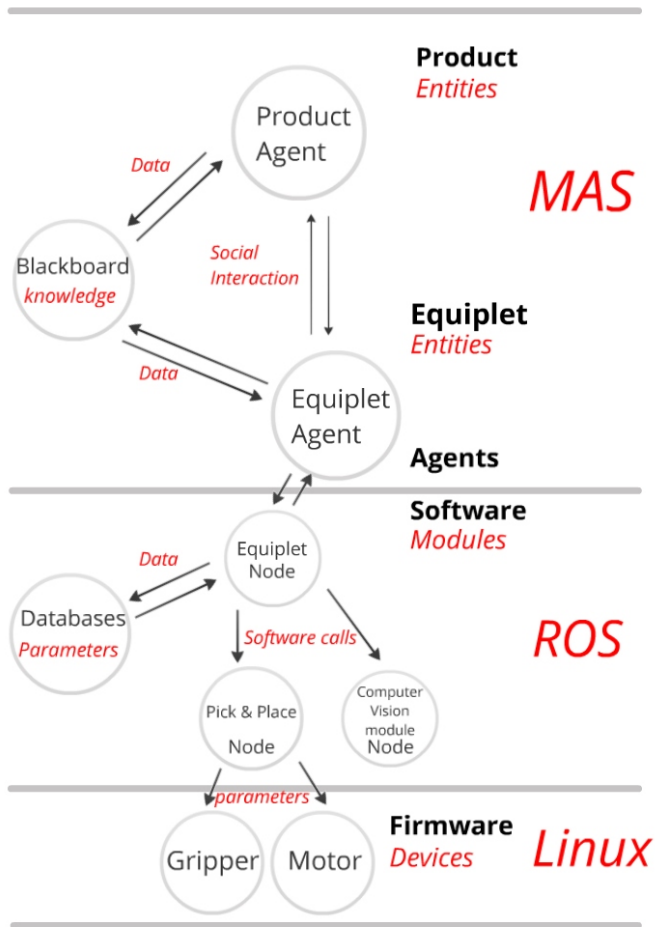 Product
Entities
Product
Agent
Data
MAS
Social
Interaction
Blackboard
knowledge
Equiplet
Entities
Data
Equiplet
Agent
Agents
Software
Modules
Equiplet
Node
Data
Databases
Parameters
Software calls
ROS
Pick & Place
Node
Computer
Vision
module
Node
parameters
Firmware
Devices
Linux
Gripper
Motor